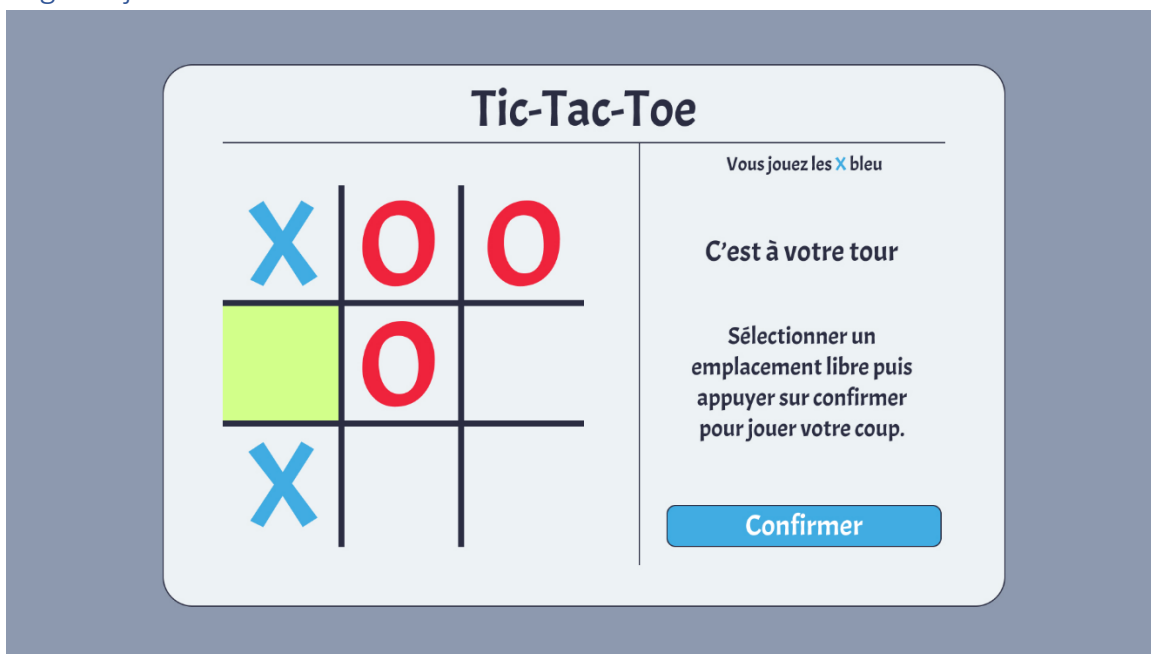 Tic-Tac-Toe
X O O
O
X
Vous jouez les X bleu
C'est à votre tour
Sélectionner un
emplacement libre puis
appuyer sur confirmer
pour jouer votre coup.
Confirmer